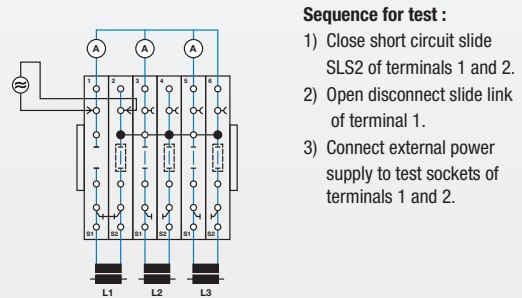 A A A
1 2 3 4 5 6
S1 S2 S1 S2 S1 S2
L1 L2 L3
Sequence for test :
1) Close short circuit slide
SLS2 of terminals 1 and 2.
2) Open disconnect slide link
of terminal 1.
3) Connect external power
supply to test sockets of
terminals 1 and 2.